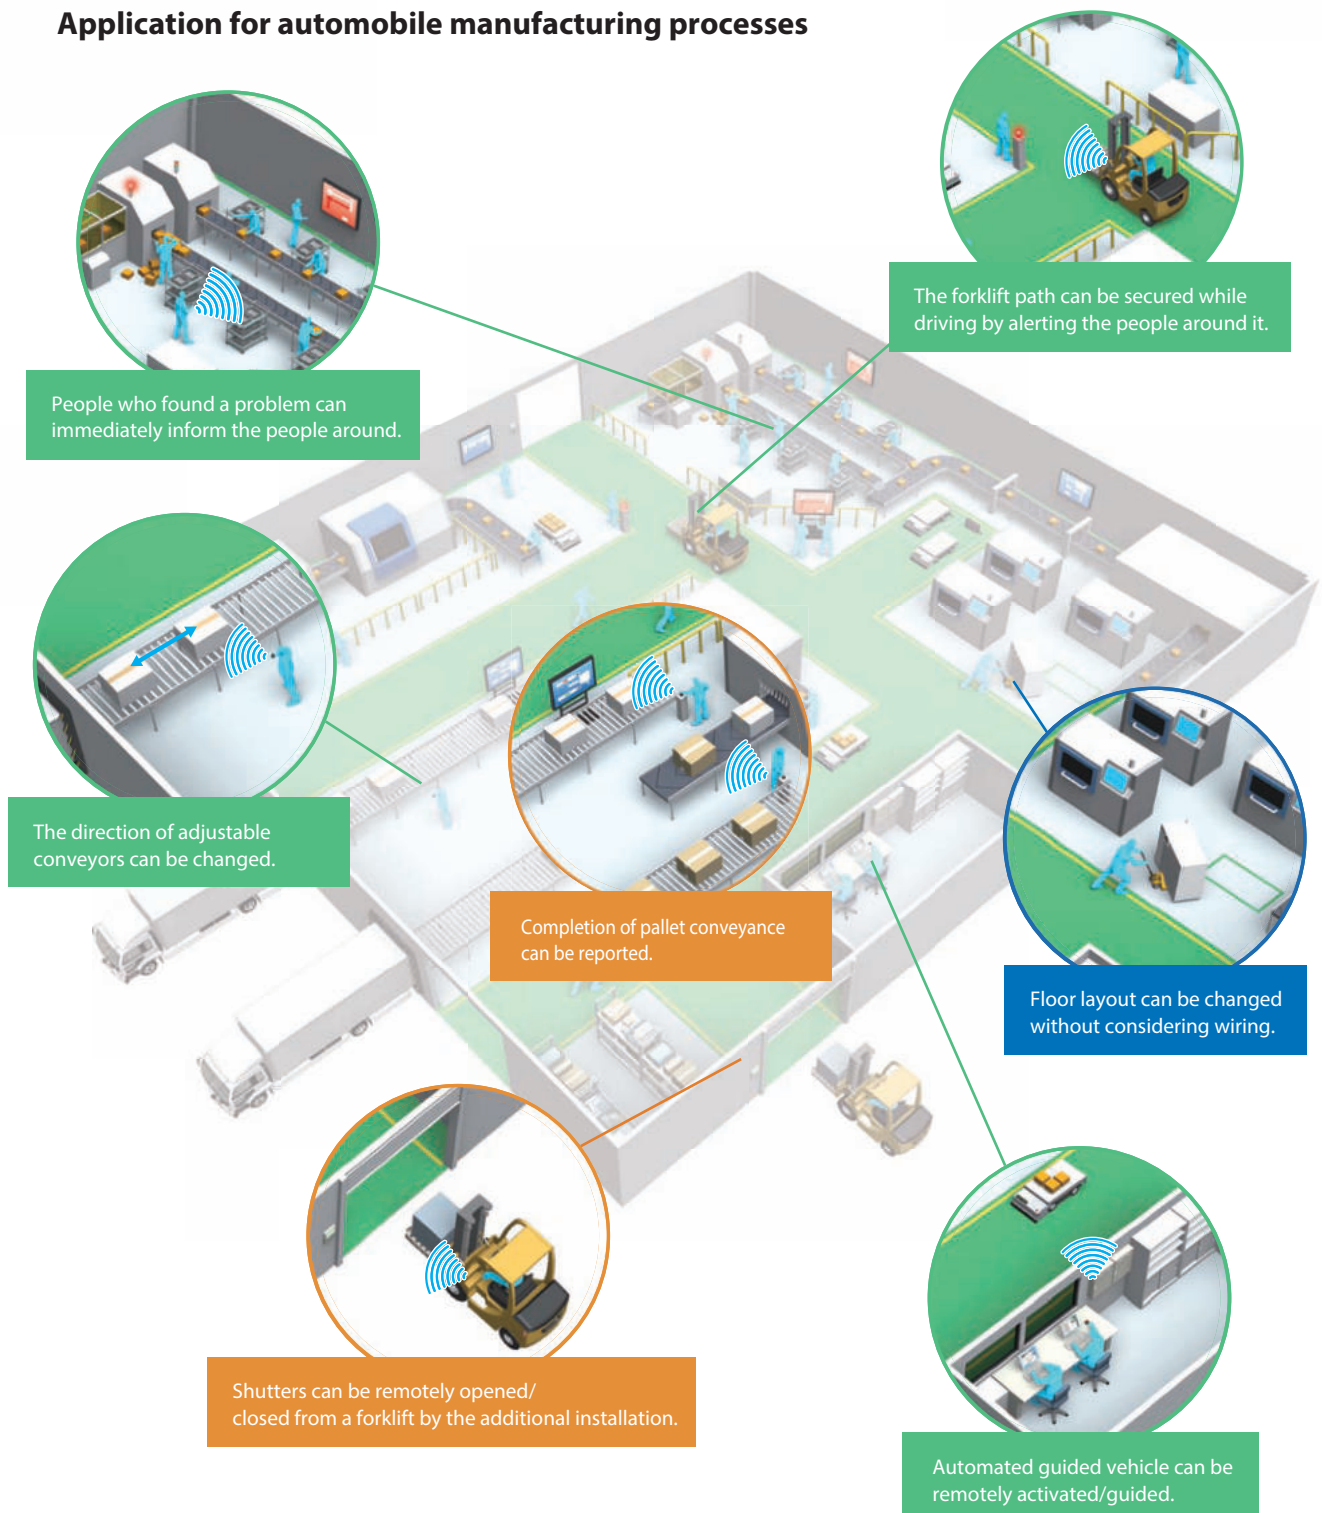 Application for automobile manufacturing processes
The forklift path can be secured while
driving by alerting the people around it.
People who found a problem can
immediately inform the people around.
The direction of adjustable
conveyors can be changed.
Completion of pallet conveyance
can be reported.
Floor layout can be changed
without considering wiring.
Shutters can be remotely opened/
closed from a forklift by the additional installation.
Automated guided vehicle can be
remotely activated/guided.